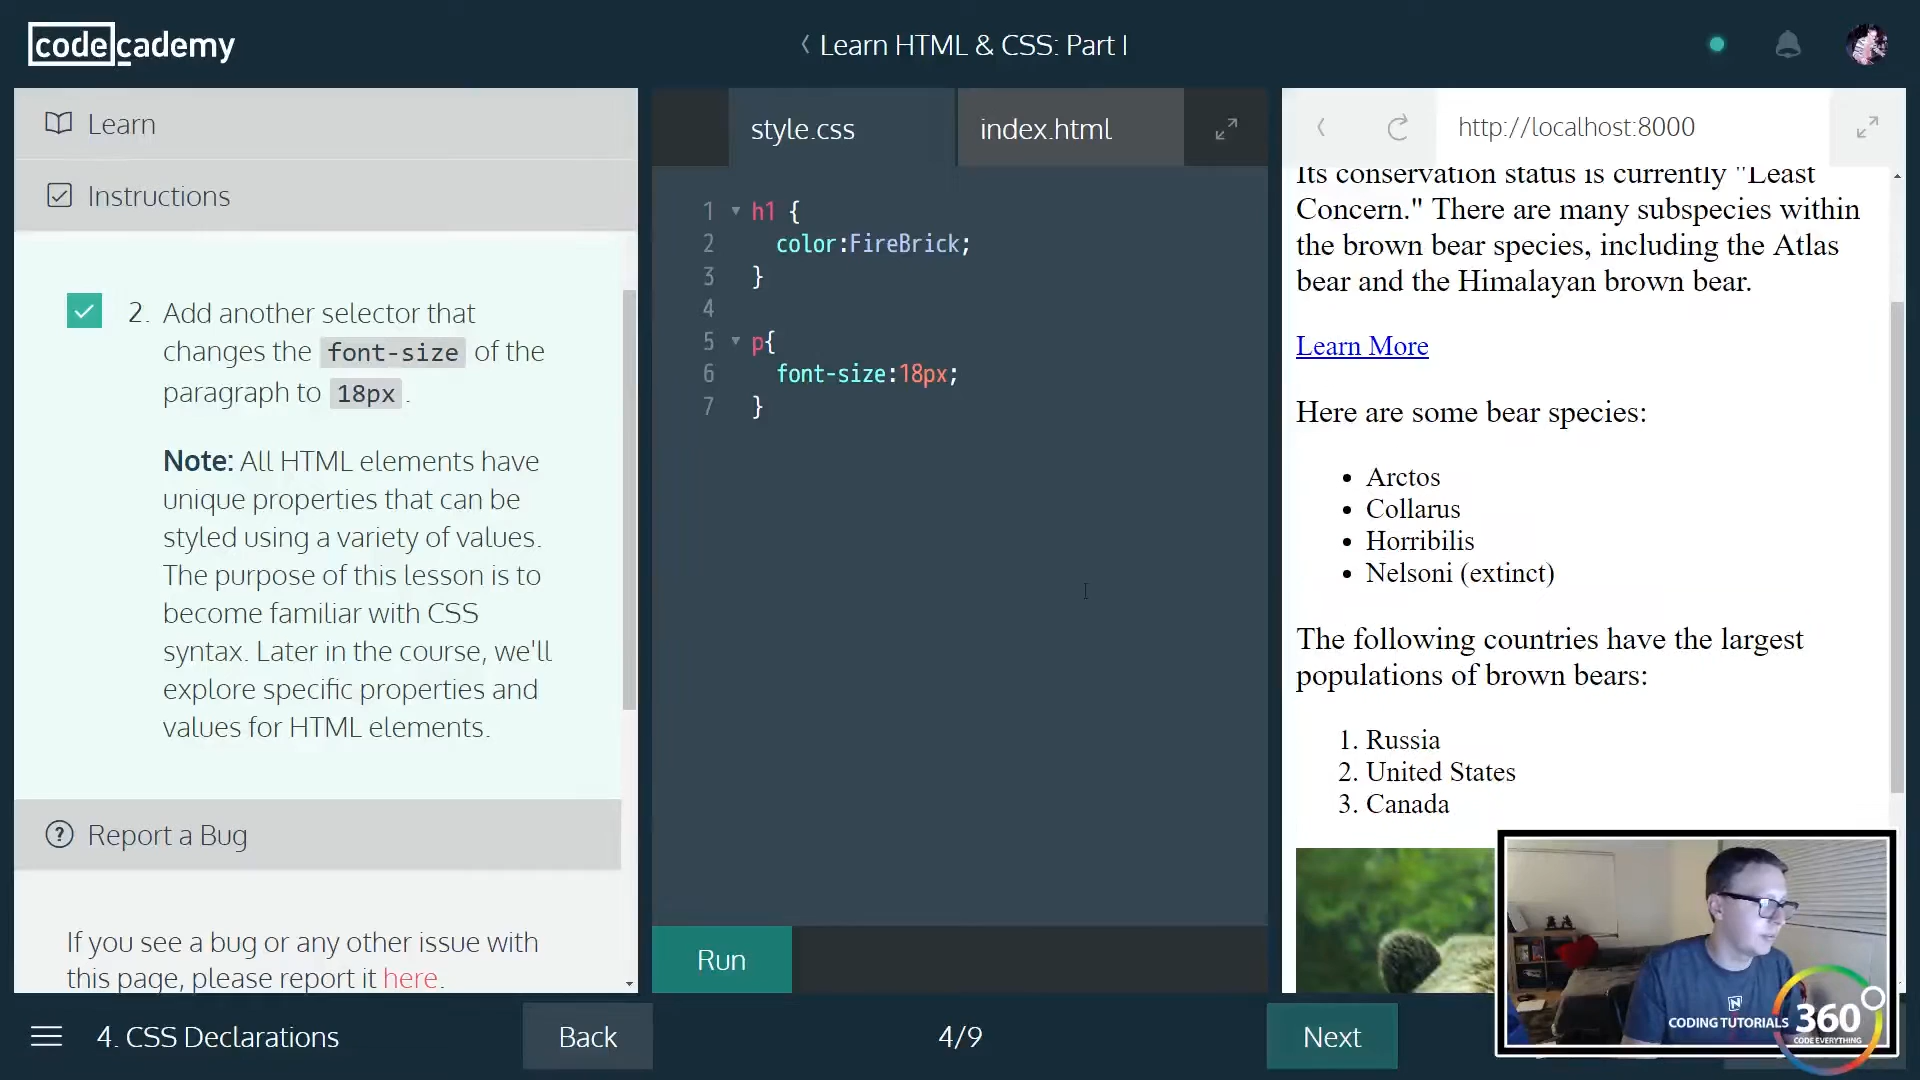 codecademy
Learn HTML & CSS: Part I
Learn
Instructions
2. Add another selector that
changes the font-size of the
paragraph to 18px.
Note: All HTML elements have
unique properties that can be
styled using a variety of values.
The purpose of this lesson is to
become familiar with CSS
syntax. Later in the course, we'll
explore specific properties and
values for HTML elements.
Report a Bug
If you see a bug or any other issue with
this page, please report it here.
style.css
index.html
1 h1 {
2 color:FireBrick;
3 }
4
5 p{
6 font-size:18px;
7 }
Run
http://localhost:8000
Its conservation status is currently "Least
Concern." There are many subspecies within
the brown bear species, including the Atlas
bear and the Himalayan brown bear.
Learn More
Here are some bear species:
• Arctos
• Collarus
• Horribilis
• Nelsoni (extinct)
The following countries have the largest
populations of brown bears:
1. Russia
2. United States
3. Canada
CODING TUTORIALS 360°
CODE EVERYTHING
4. CSS Declarations
Back
4/9
Next